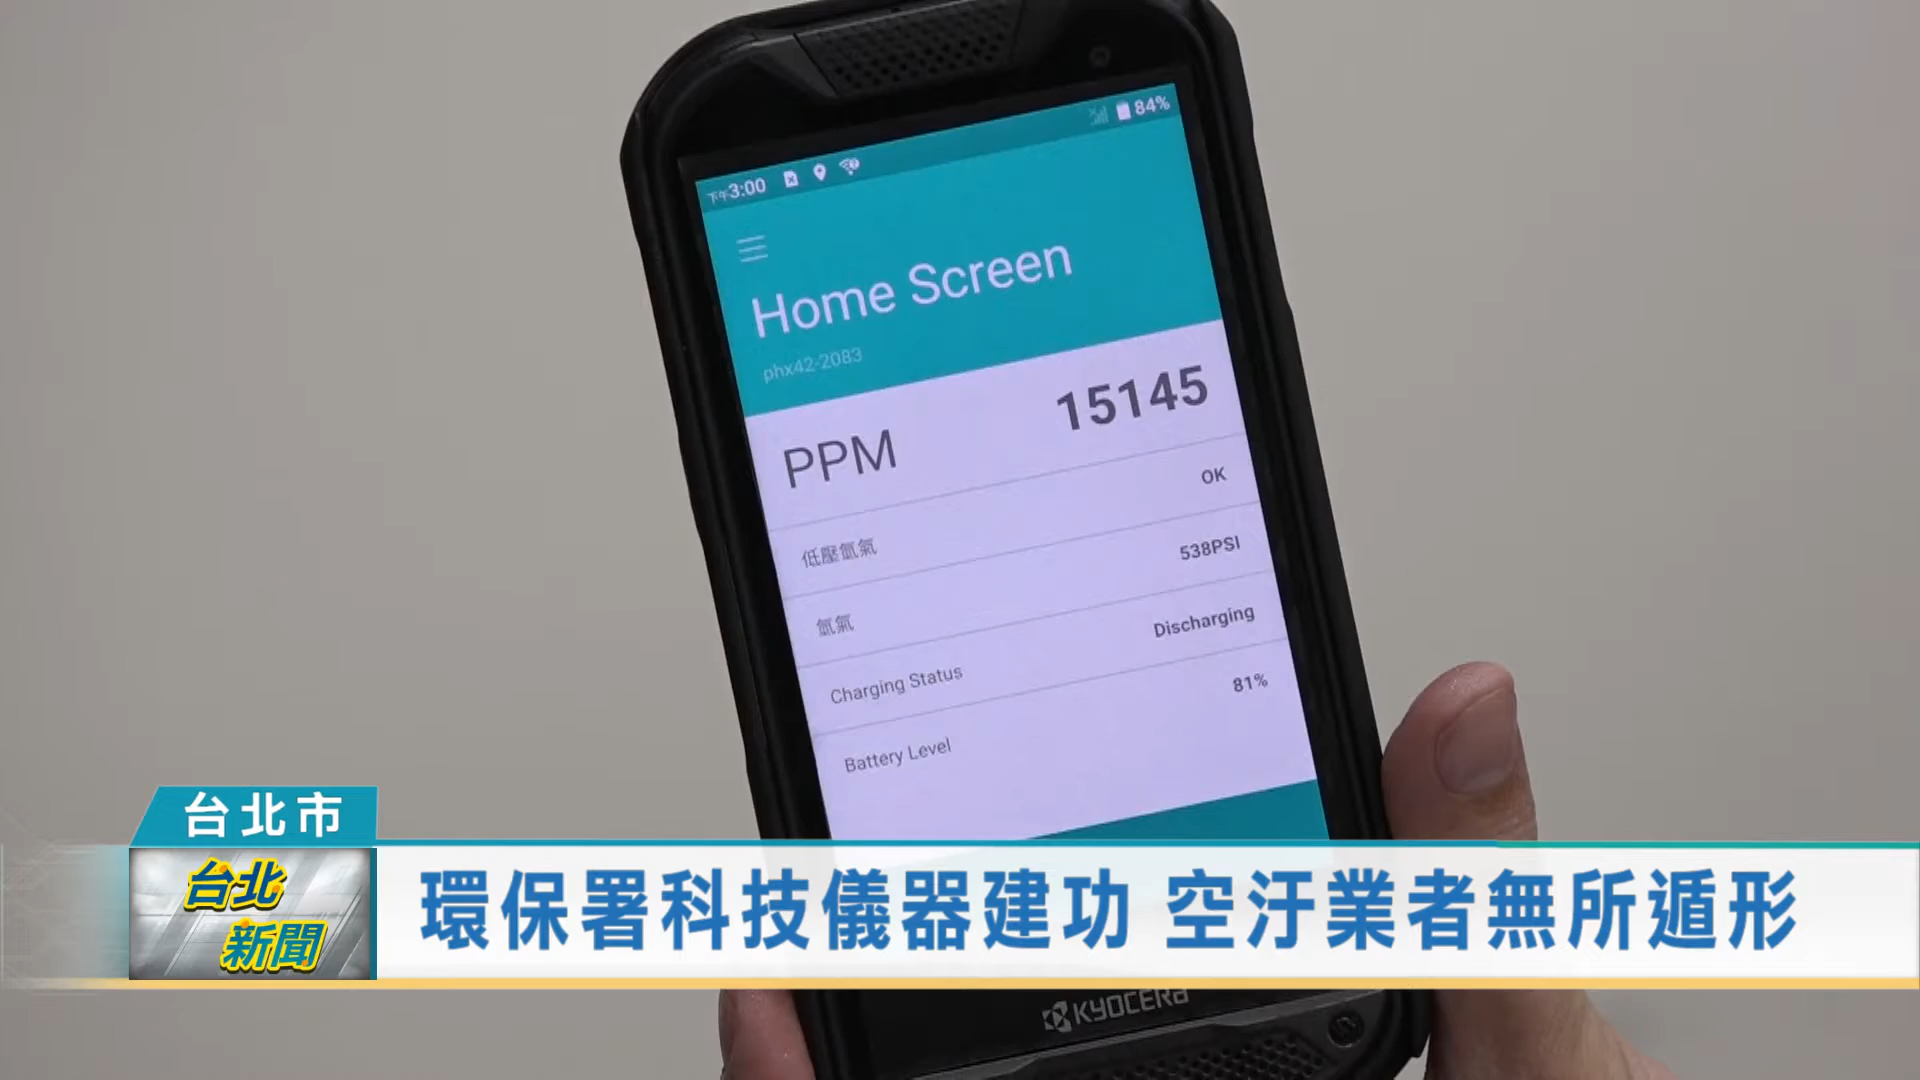 84%
下午3:00
Home Screen
phx42-2083
PPM 15145
低壓氫氣 OK
氫氣 538PSI
Charging Status Discharging
Battery Level 81%
台北市
台北
新聞
環保署科技儀器建功 空汙業者無所遁形
KYOCERA